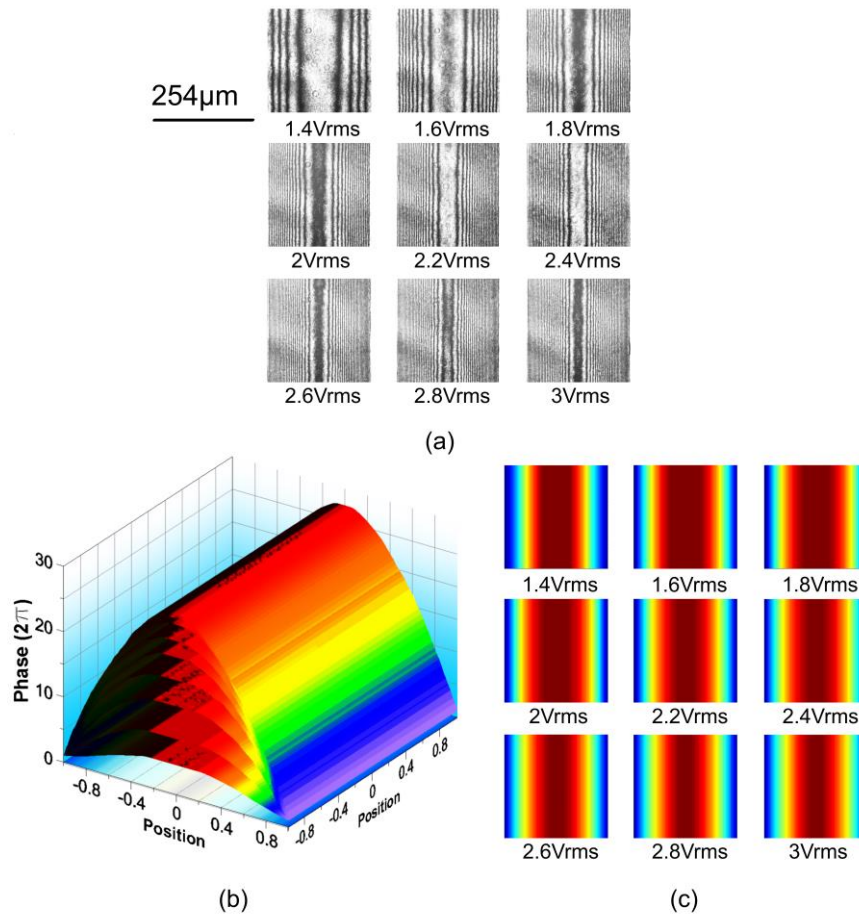 254µm
1.4Vrms 1.6Vrms 1.8Vrms
2Vrms 2.2Vrms 2.4Vrms
2.6Vrms 2.8Vrms 3Vrms
(a)
Phase (2π)
30
20
10
0
-0.8 -0.4 0 0.4 0.8
Position
-0.8 -0.4 0 0.4 0.8
Position
(b)
1.4Vrms 1.6Vrms 1.8Vrms
2Vrms 2.2Vrms 2.4Vrms
2.6Vrms 2.8Vrms 3Vrms
(c)